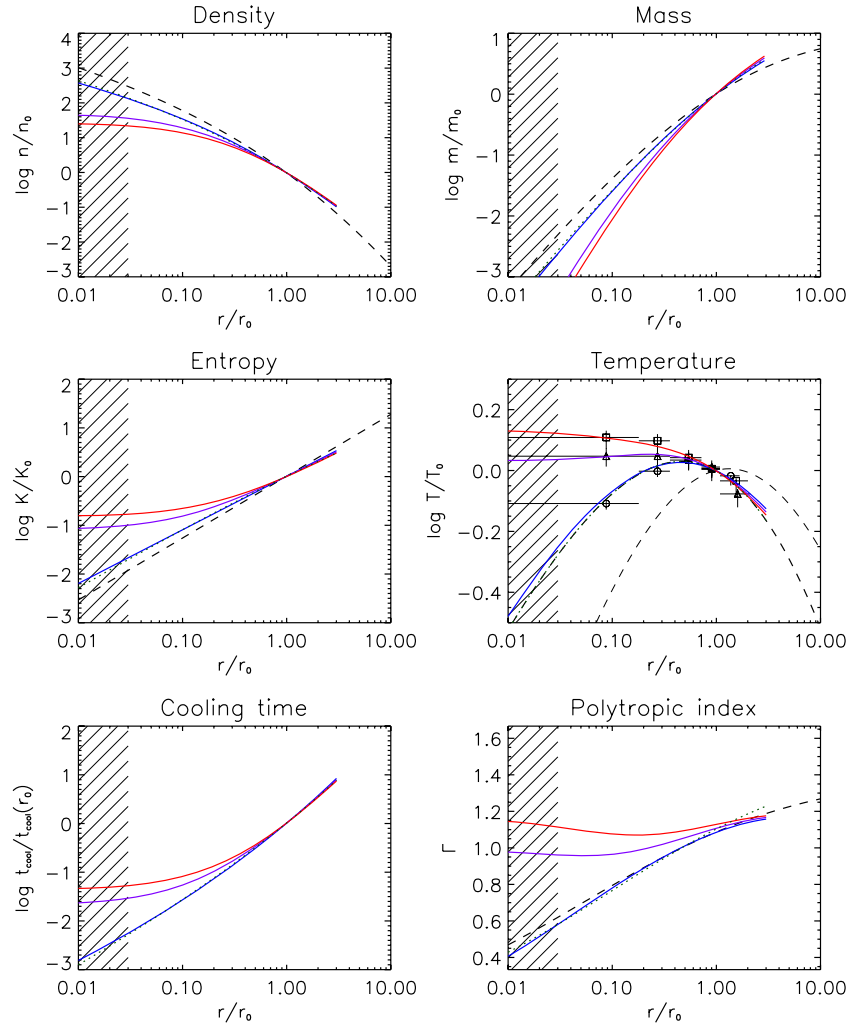 Density
4
3
2
1
0
−1
−2
−3
log n/n₀
0.01 0.10 1.00 10.00
r/r₀
Mass
1
0
−1
−2
−3
log m/m₀
0.01 0.10 1.00 10.00
r/r₀
Entropy
2
1
0
−1
−2
−3
log K/K₀
0.01 0.10 1.00 10.00
r/r₀
Temperature
0.2
0.0
−0.2
−0.4
log T/T₀
0.01 0.10 1.00 10.00
r/r₀
Cooling time
2
1
0
−1
−2
−3
log t_cool/t_cool(r₀)
0.01 0.10 1.00 10.00
r/r₀
Polytropic index
1.6
1.4
1.2
1.0
0.8
0.6
0.4
Γ
0.01 0.10 1.00 10.00
r/r₀